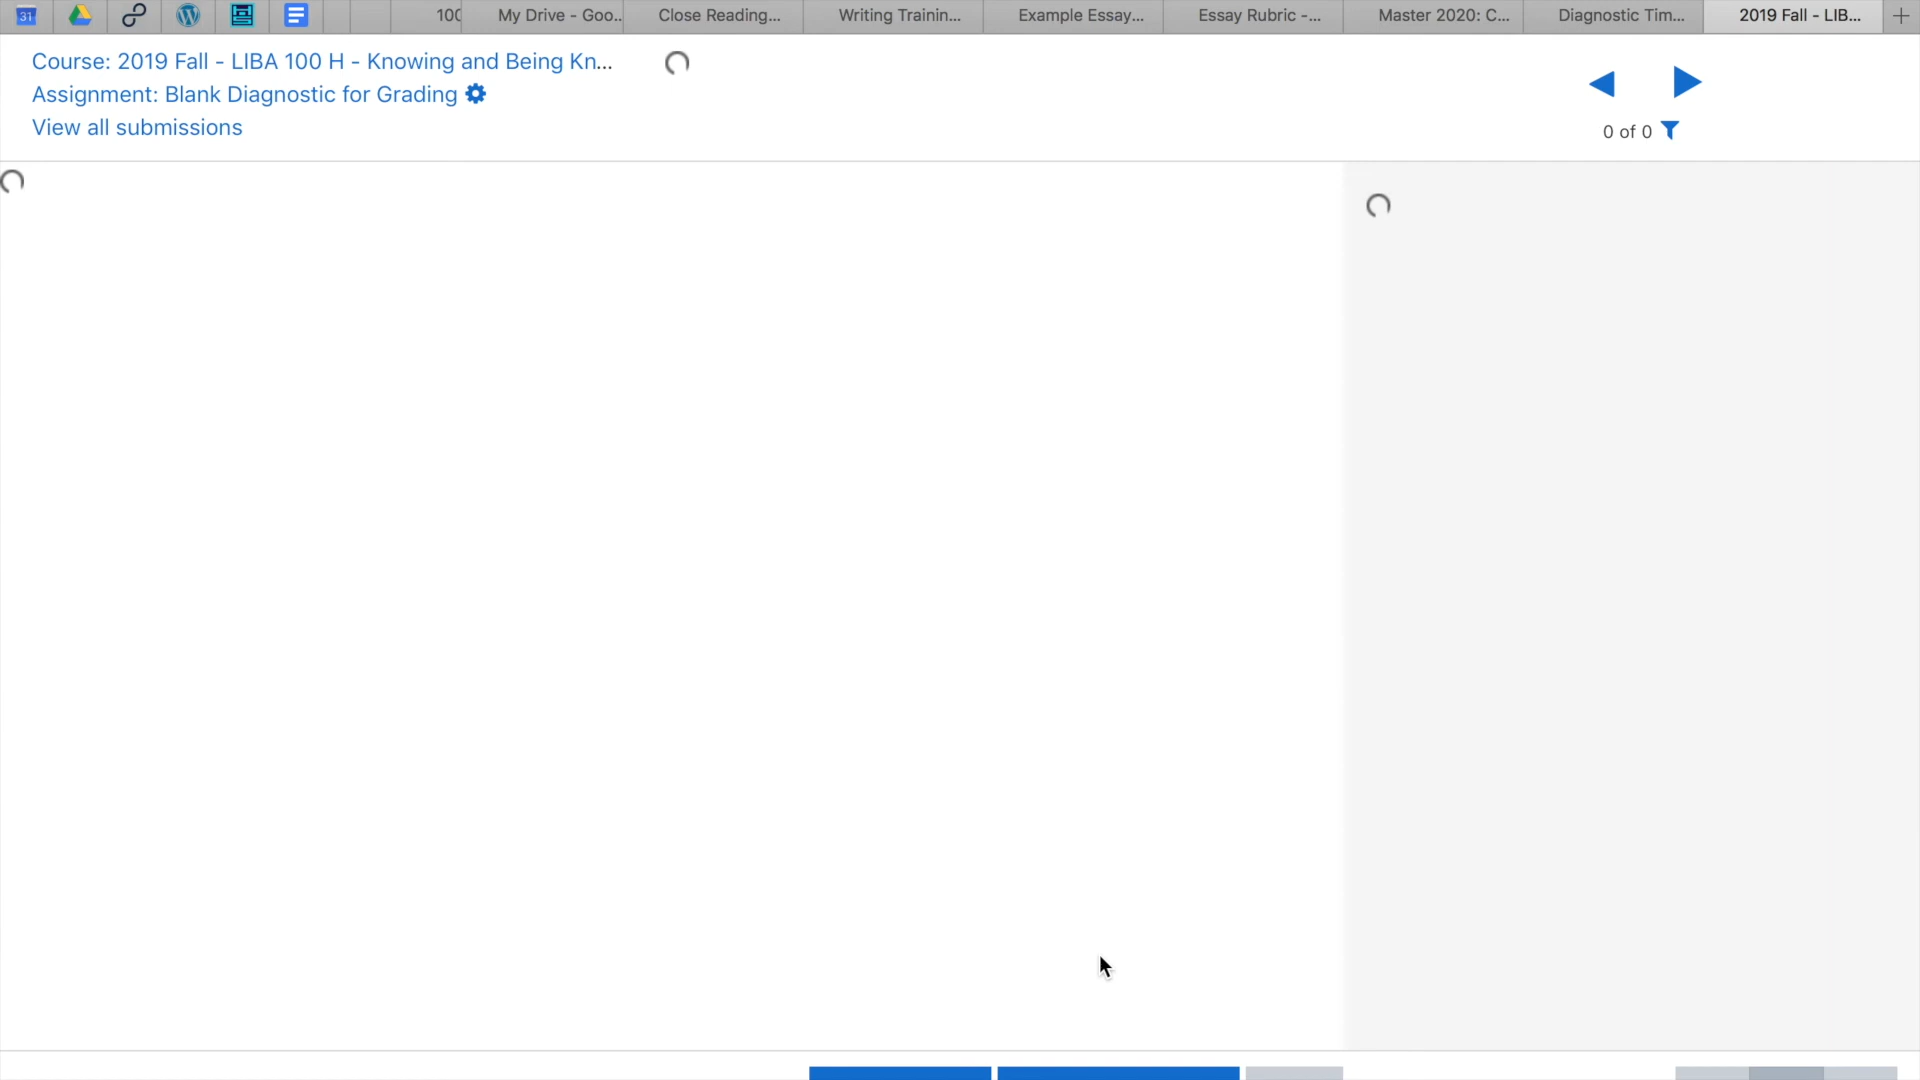 31
100
My Drive - Goo..
Close Reading...
Writing Trainin...
Example Essay...
Essay Rubric -...
Master 2020: C...
Diagnostic Tim...
2019 Fall - LIB...
Course: 2019 Fall - LIBA 100 H - Knowing and Being Kn...
Assignment: Blank Diagnostic for Grading
View all submissions
0 of 0